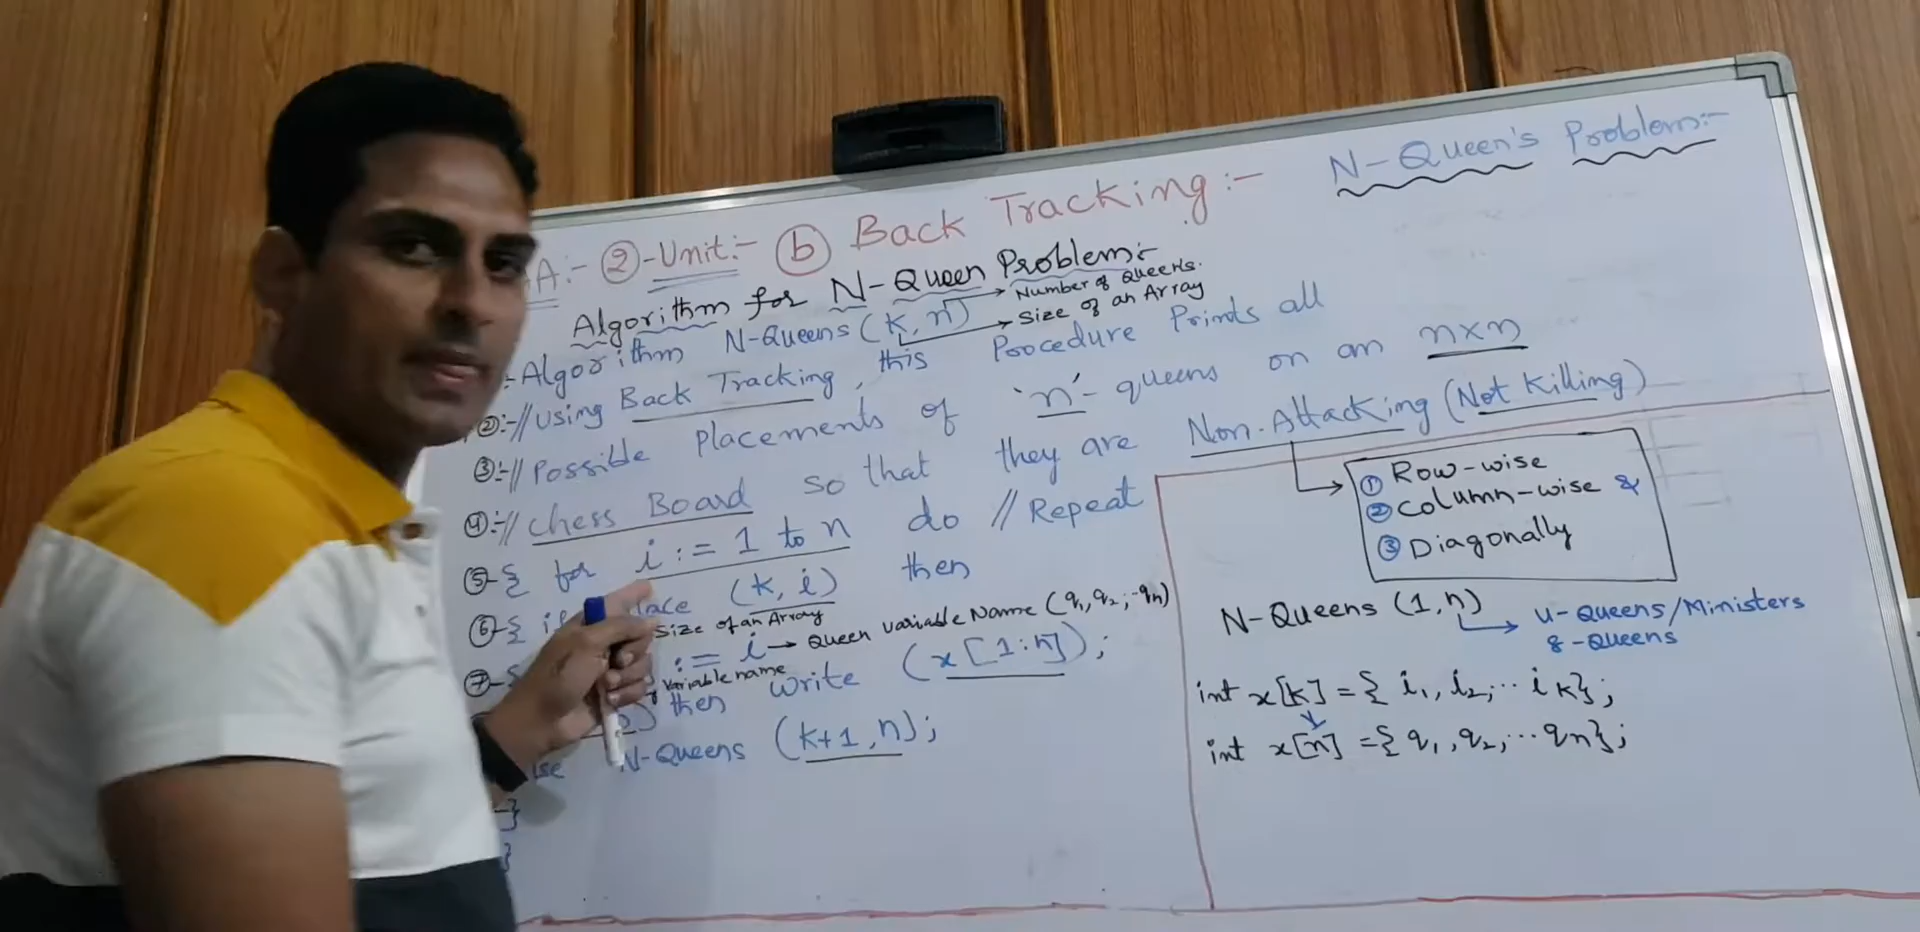 N-Queen's Problem:-
A:- ②-Unit:- ⓑ Back Tracking:-
Algorithm for N-Queen Problem:-
:-Algorithm N-Queens (k, n) → Number of Queens.
→ Size of an Array
②:-// Using Back Tracking, this Procedure Prints all
③:-// Possible Placements of 'n'- queens on an n×n
④:-// Chess Board so that they are Non-Attacking (Not Killing)
⑤-{ for i := 1 to n do // Repeat
⑥-{ if lace (k, i) then
size of an Array
⑦- := i → Queen variable Name (q1, q2, -qn)
variable name
) then write (x[1:n]);
N-Queens (k+1, n);
}
}
① Row-wise
② Column-wise &
③ Diagonally
N-Queens (1, n)
→ 4-Queens/Ministers
8-Queens
int x[k] = { i1, i2, ... ik};
int x[n] = { q1, q2, ... qn};